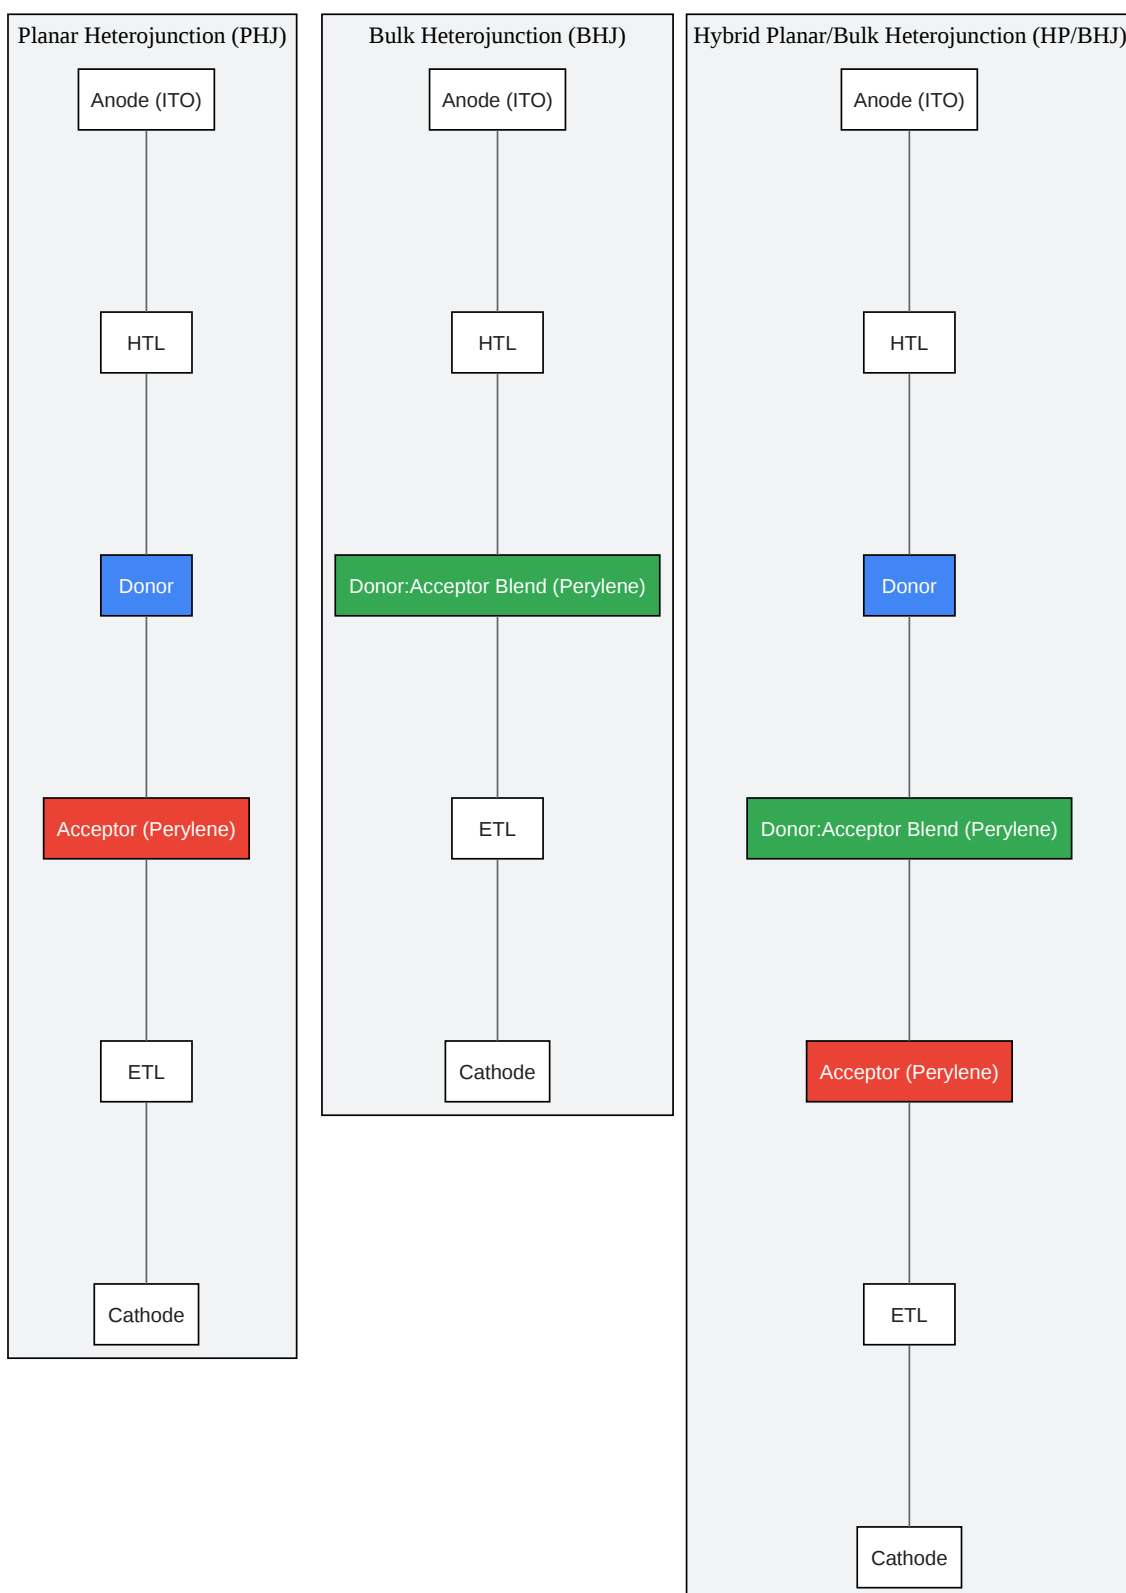 Planar Heterojunction (PHJ)
Anode (ITO)
HTL
Donor
Acceptor (Perylene)
ETL
Cathode
Bulk Heterojunction (BHJ)
Anode (ITO)
HTL
Donor:Acceptor Blend (Perylene)
ETL
Cathode
Hybrid Planar/Bulk Heterojunction (HP/BHJ)
Anode (ITO)
HTL
Donor
Donor:Acceptor Blend (Perylene)
Acceptor (Perylene)
ETL
Cathode